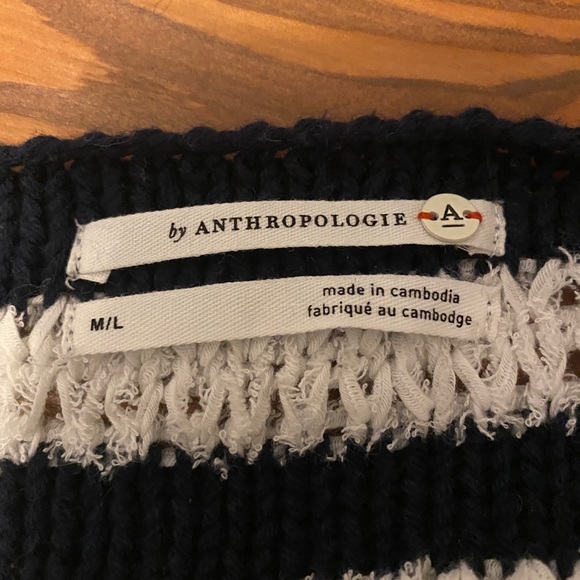 by ANTHROPOLOGIE A
M/L
made in cambodia
fabriqué au cambodge